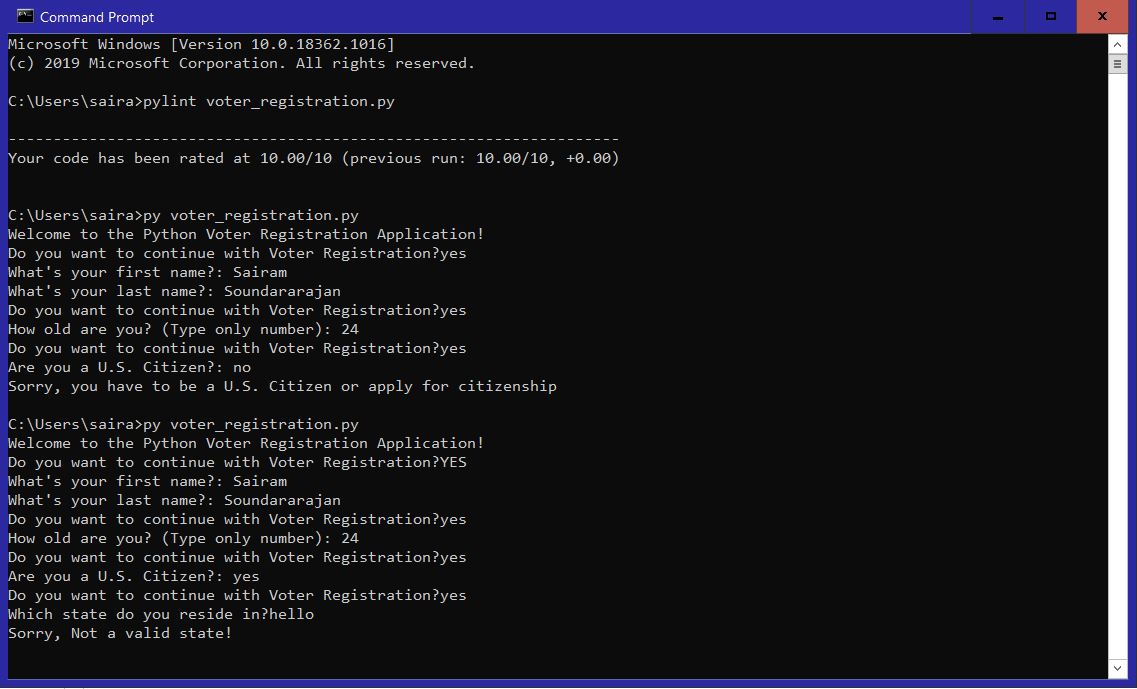 Command Prompt
Microsoft Windows [Version 10.0.18362.1016]
(c) 2019 Microsoft Corporation. All rights reserved.
C:\Users\saira>pylint voter_registration.py
--------------------------------------------------------------------
Your code has been rated at 10.00/10 (previous run: 10.00/10, +0.00)
C:\Users\saira>py voter_registration.py
Welcome to the Python Voter Registration Application!
Do you want to continue with Voter Registration?yes
What's your first name?: Sairam
What's your last name?: Soundararajan
Do you want to continue with Voter Registration?yes
How old are you? (Type only number): 24
Do you want to continue with Voter Registration?yes
Are you a U.S. Citizen?: no
Sorry, you have to be a U.S. Citizen or apply for citizenship
C:\Users\saira>py voter_registration.py
Welcome to the Python Voter Registration Application!
Do you want to continue with Voter Registration?YES
What's your first name?: Sairam
What's your last name?: Soundararajan
Do you want to continue with Voter Registration?yes
How old are you? (Type only number): 24
Do you want to continue with Voter Registration?yes
Are you a U.S. Citizen?: yes
Do you want to continue with Voter Registration?yes
Which state do you reside in?hello
Sorry, Not a valid state!